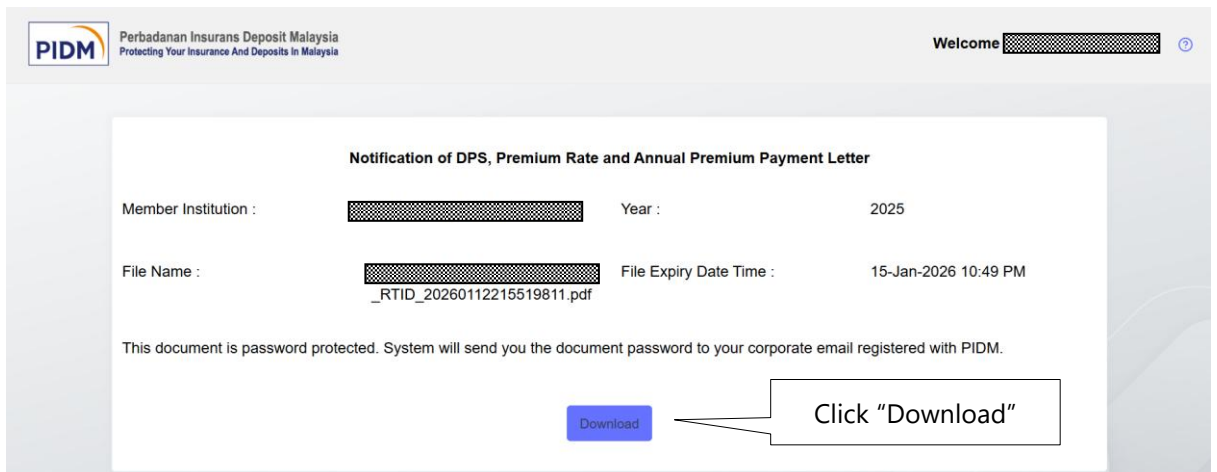 PIDM
Perbadanan Insurans Deposit Malaysia
Protecting Your Insurance And Deposits In Malaysia
Welcome
?
Notification of DPS, Premium Rate and Annual Premium Payment Letter
Member Institution :
Year :
2025
File Name :
_RTID_20260112215519811.pdf
File Expiry Date Time :
15-Jan-2026 10:49 PM
This document is password protected. System will send you the document password to your corporate email registered with PIDM.
Download
Click “Download”